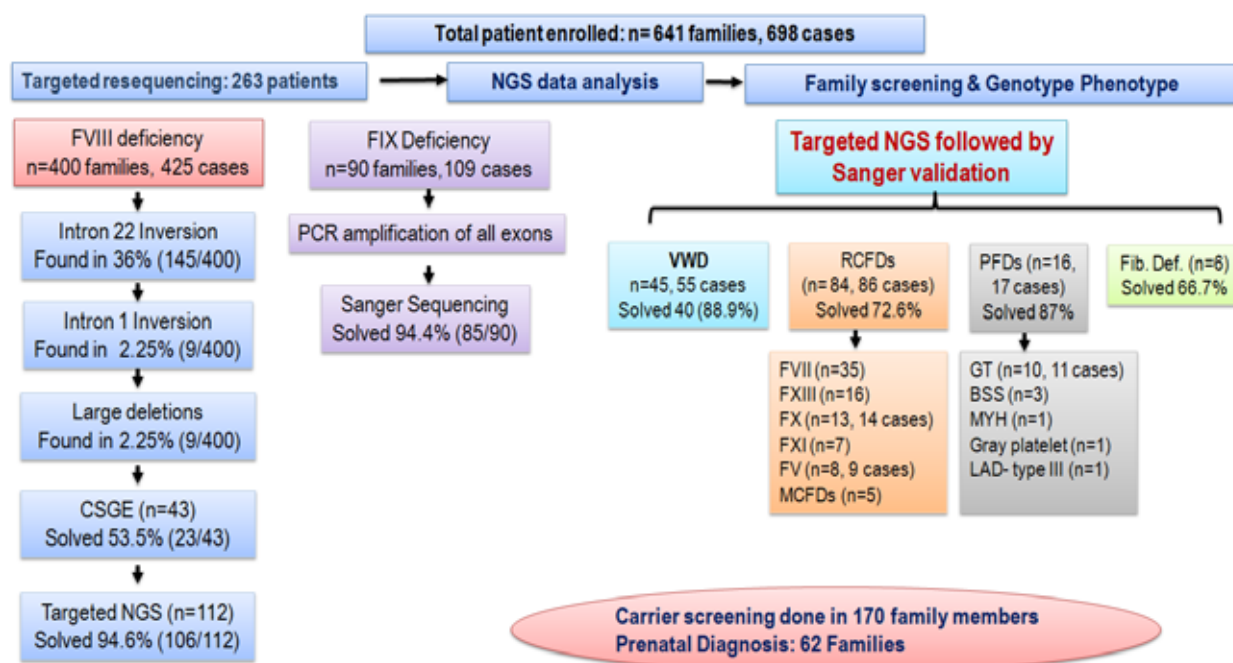 Total patient enrolled: n= 641 families, 698 cases
Targeted resequencing: 263 patients
NGS data analysis
Family screening & Genotype Phenotype
FVIII deficiency
n=400 families, 425 cases
Intron 22 Inversion
Found in 36% (145/400)
Intron 1 Inversion
Found in 2.25% (9/400)
Large deletions
Found in 2.25% (9/400)
CSGE (n=43)
Solved 53.5% (23/43)
Targeted NGS (n=112)
Solved 94.6% (106/112)
FIX Deficiency
n=90 families,109 cases
PCR amplification of all exons
Sanger Sequencing
Solved 94.4% (85/90)
Targeted NGS followed by
Sanger validation
VWD
n=45, 55 cases
Solved 40 (88.9%)
RCFDs
(n= 84, 86 cases)
Solved 72.6%
FVII (n=35)
FXIII (n=16)
FX (n=13, 14 cases)
FXI (n=7)
FV (n=8, 9 cases)
MCFDs (n=5)
PFDs (n=16,
17 cases)
Solved 87%
GT (n=10, 11 cases)
BSS (n=3)
MYH (n=1)
Gray platelet (n=1)
LAD- type III (n=1)
Fib. Def. (n=6)
Solved 66.7%
Carrier screening done in 170 family members
Prenatal Diagnosis: 62 Families